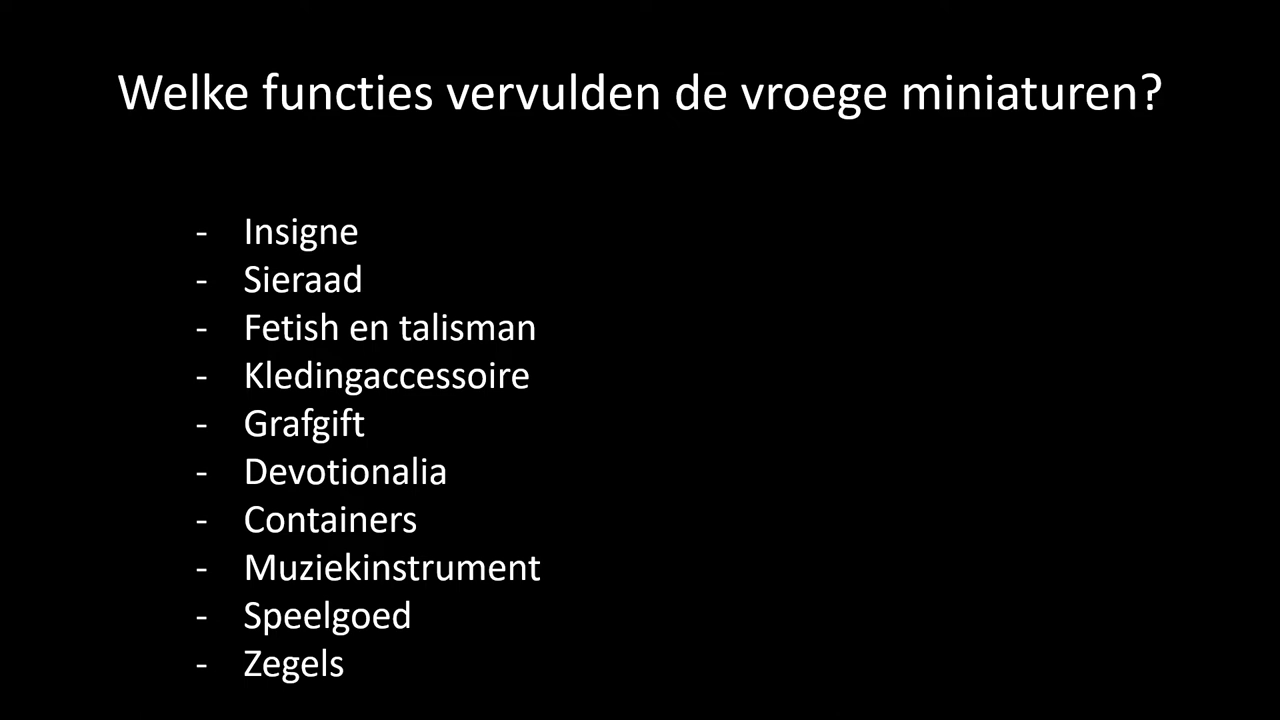 Welke functies vervulden de vroege miniaturen?
- Insigne
- Sieraad
- Fetish en talisman
- Kledingaccessoire
- Grafgift
- Devotionalia
- Containers
- Muziekinstrument
- Speelgoed
- Zegels